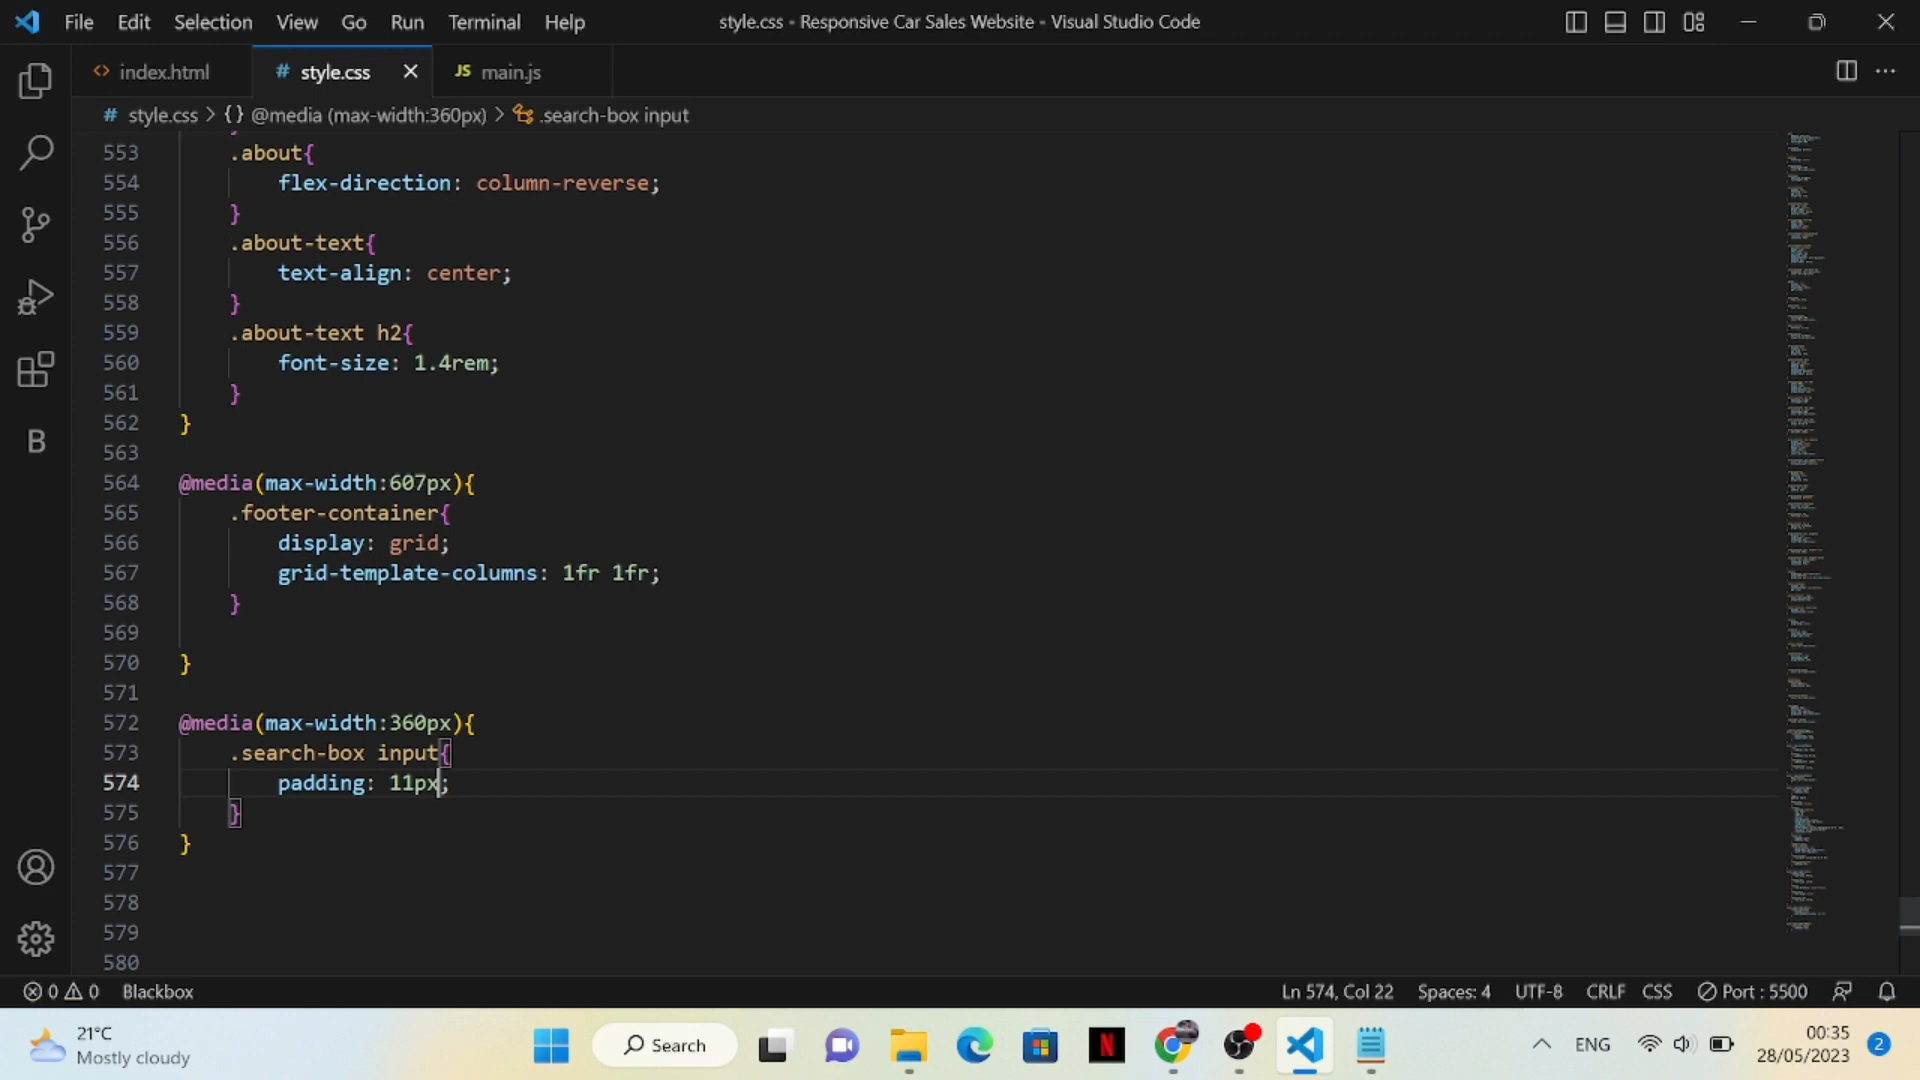 File Edit Selection View Go Run Terminal Help
style.css - Responsive Car Sales Website - Visual Studio Code
<> index.html
# style.css
JS main.js
# style.css > {} @media (max-width:360px) > .search-box input
553 .about{
554 flex-direction: column-reverse;
555 }
556 .about-text{
557 text-align: center;
558 }
559 .about-text h2{
560 font-size: 1.4rem;
561 }
562 }
563
564 @media(max-width:607px){
565 .footer-container{
566 display: grid;
567 grid-template-columns: 1fr 1fr;
568 }
569
570 }
571
572 @media(max-width:360px){
573 .search-box input{
574 padding: 11px;
575 }
576 }
577
578
579
580
B
0 0 Blackbox
Ln 574, Col 22 Spaces: 4 UTF-8 CRLF CSS Port : 5500
21°C
Mostly cloudy
Search
N
ENG
00:35
28/05/2023
2